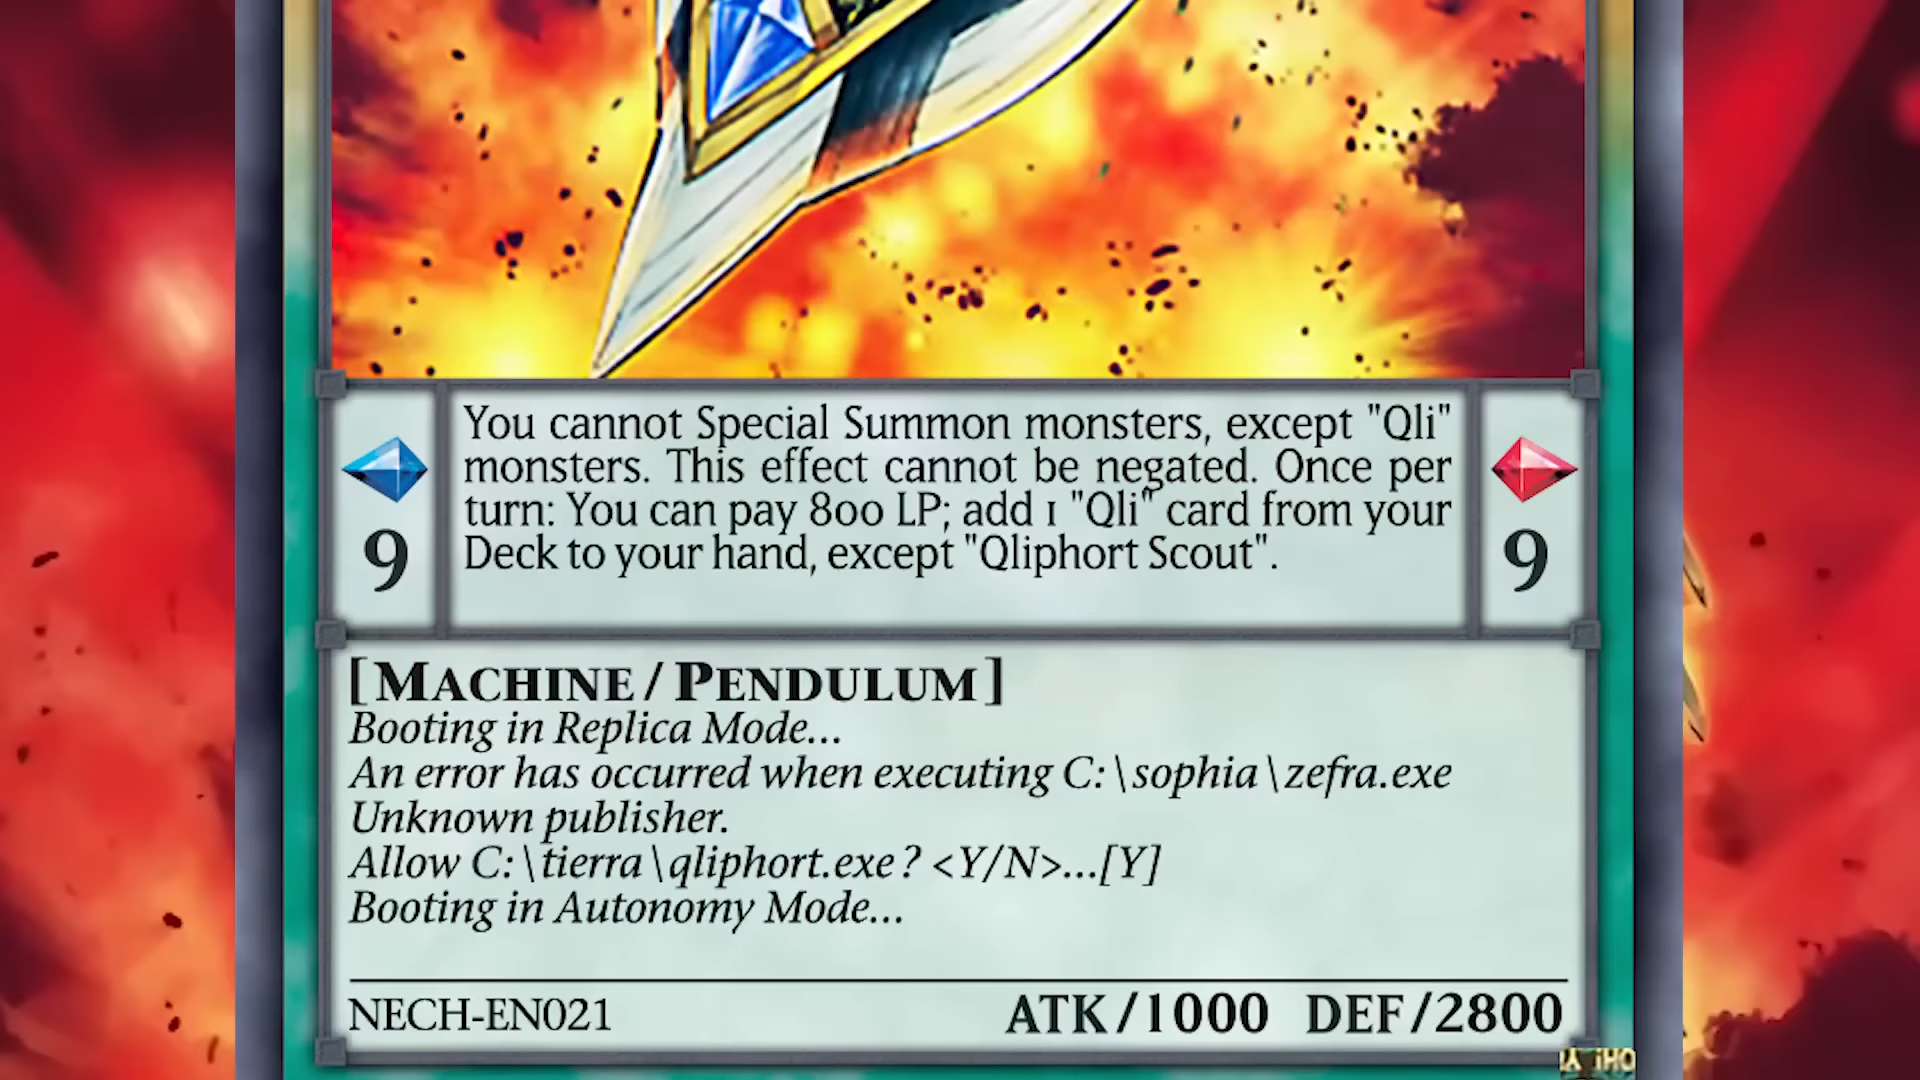 You cannot Special Summon monsters, except "Qli"
monsters. This effect cannot be negated. Once per
turn: You can pay 800 LP; add 1 "Qli" card from your
Deck to your hand, except "Qliphort Scout".
9
9
[MACHINE / PENDULUM]
Booting in Replica Mode...
An error has occurred when executing C:\sophia\zefra.exe
Unknown publisher.
Allow C:\tierra\qliphort.exe? <Y/N>...[Y]
Booting in Autonomy Mode...
NECH-EN021
ATK/1000 DEF/2800